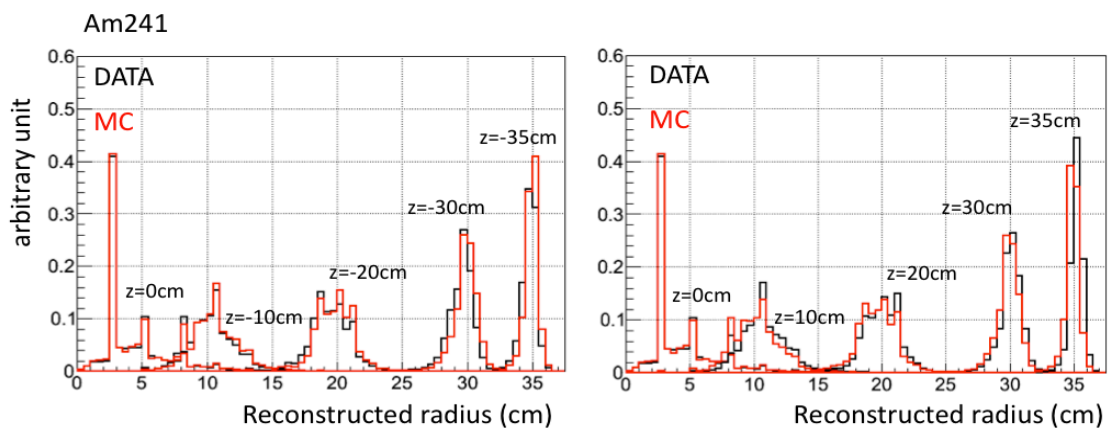 Am241
0.6
0.5
0.4
0.3
0.2
0.1
0
arbitrary unit
DATA
MC
z=0cm
z=-10cm
z=-20cm
z=-30cm
z=-35cm
0 5 10 15 20 25 30 35
Reconstructed radius (cm)
0.6
0.5
0.4
0.3
0.2
0.1
0
DATA
MC
z=0cm
z=10cm
z=20cm
z=30cm
z=35cm
0 5 10 15 20 25 30 35
Reconstructed radius (cm)